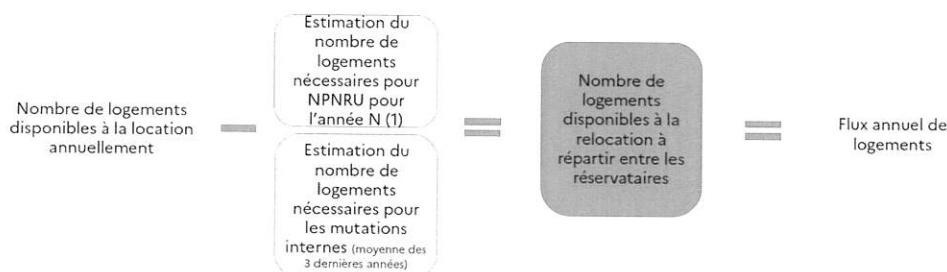 Nombre de logements
disponibles à la location
annuellement
Estimation du
nombre de
logements
nécessaires pour
NPNRU pour
l'année N (1)
Estimation du
nombre de
logements
nécessaires pour
les mutations
internes (moyenne des
3 dernières années)
Nombre de
logements
disponibles à la
relocation à
répartir entre les
réservataires
Flux annuel de
logements